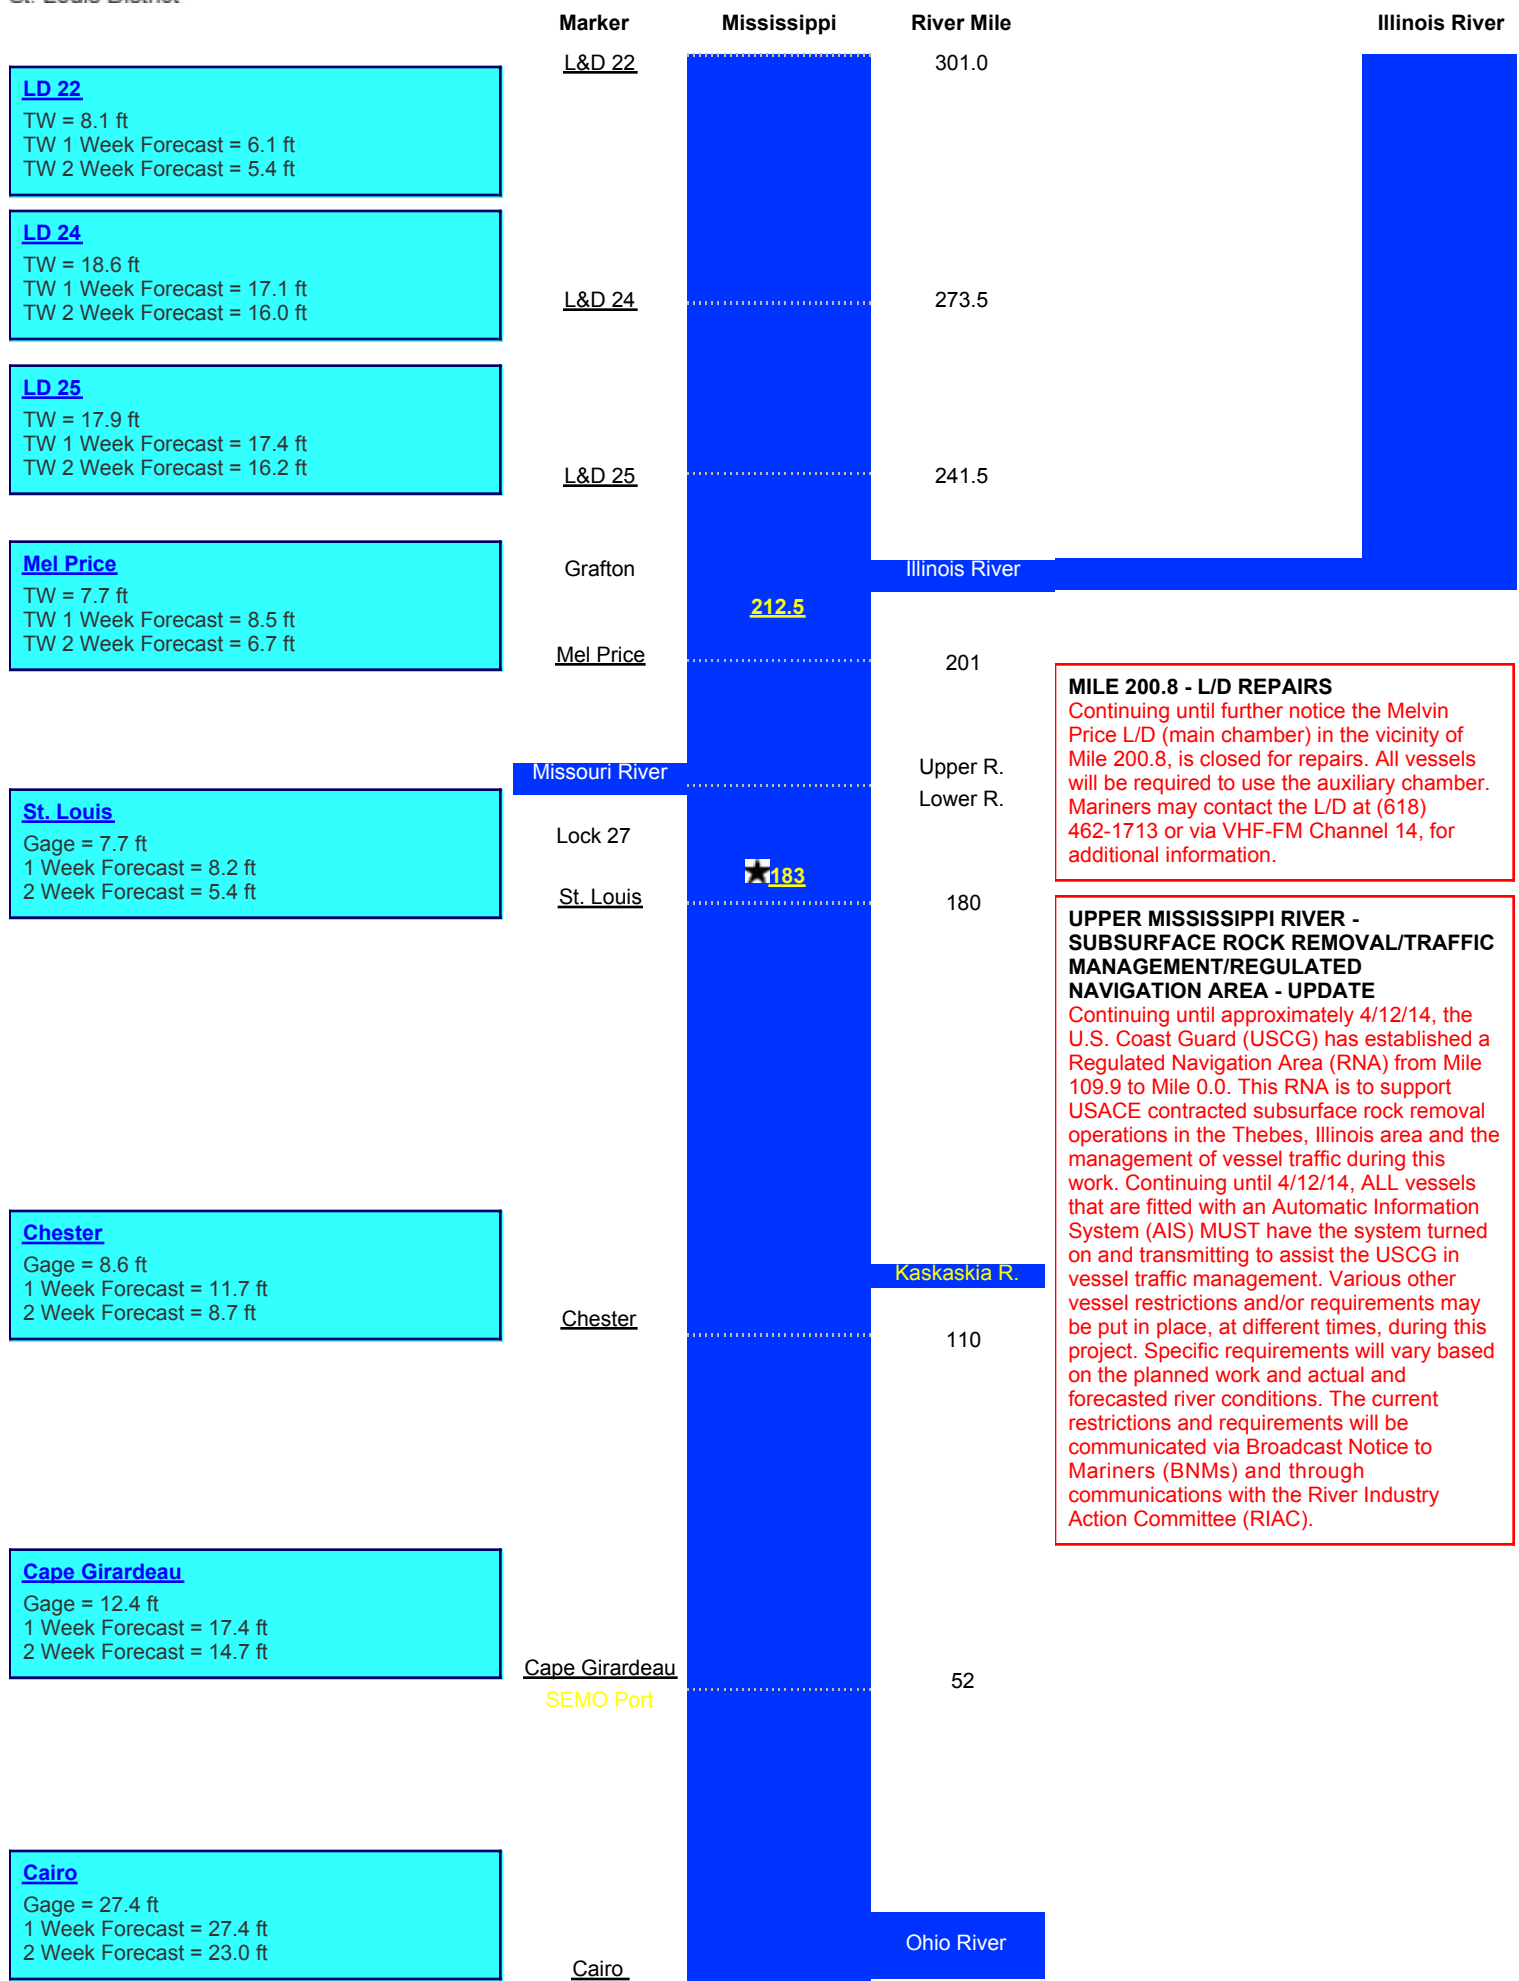 St. Louis District
Marker Mississippi River Mile Illinois River
L&D 22 301.0
LD 22
TW = 8.1 ft
TW 1 Week Forecast = 6.1 ft
TW 2 Week Forecast = 5.4 ft
LD 24
TW = 18.6 ft
TW 1 Week Forecast = 17.1 ft
TW 2 Week Forecast = 16.0 ft
L&D 24 273.5
LD 25
TW = 17.9 ft
TW 1 Week Forecast = 17.4 ft
TW 2 Week Forecast = 16.2 ft
L&D 25 241.5
Mel Price
TW = 7.7 ft
TW 1 Week Forecast = 8.5 ft
TW 2 Week Forecast = 6.7 ft
Grafton Illinois River
212.5
Mel Price 201
MILE 200.8 - L/D REPAIRS
Continuing until further notice the Melvin
Price L/D (main chamber) in the vicinity of
Mile 200.8, is closed for repairs. All vessels
will be required to use the auxiliary chamber.
Mariners may contact the L/D at (618)
462-1713 or via VHF-FM Channel 14, for
additional information.
Missouri River Upper R.
Lower R.
St. Louis
Gage = 7.7 ft
1 Week Forecast = 8.2 ft
2 Week Forecast = 5.4 ft
Lock 27
183
St. Louis 180
UPPER MISSISSIPPI RIVER -
SUBSURFACE ROCK REMOVAL/TRAFFIC
MANAGEMENT/REGULATED
NAVIGATION AREA - UPDATE
Continuing until approximately 4/12/14, the
U.S. Coast Guard (USCG) has established a
Regulated Navigation Area (RNA) from Mile
109.9 to Mile 0.0. This RNA is to support
USACE contracted subsurface rock removal
operations in the Thebes, Illinois area and the
management of vessel traffic during this
work. Continuing until 4/12/14, ALL vessels
that are fitted with an Automatic Information
System (AIS) MUST have the system turned
on and transmitting to assist the USCG in
vessel traffic management. Various other
vessel restrictions and/or requirements may
be put in place, at different times, during this
project. Specific requirements will vary based
on the planned work and actual and
forecasted river conditions. The current
restrictions and requirements will be
communicated via Broadcast Notice to
Mariners (BNMs) and through
communications with the River Industry
Action Committee (RIAC).
Chester
Gage = 8.6 ft
1 Week Forecast = 11.7 ft
2 Week Forecast = 8.7 ft
Kaskaskia R.
Chester 110
Cape Girardeau
Gage = 12.4 ft
1 Week Forecast = 17.4 ft
2 Week Forecast = 14.7 ft
Cape Girardeau 52
SEMO Port
Cairo
Gage = 27.4 ft
1 Week Forecast = 27.4 ft
2 Week Forecast = 23.0 ft
Ohio River
Cairo